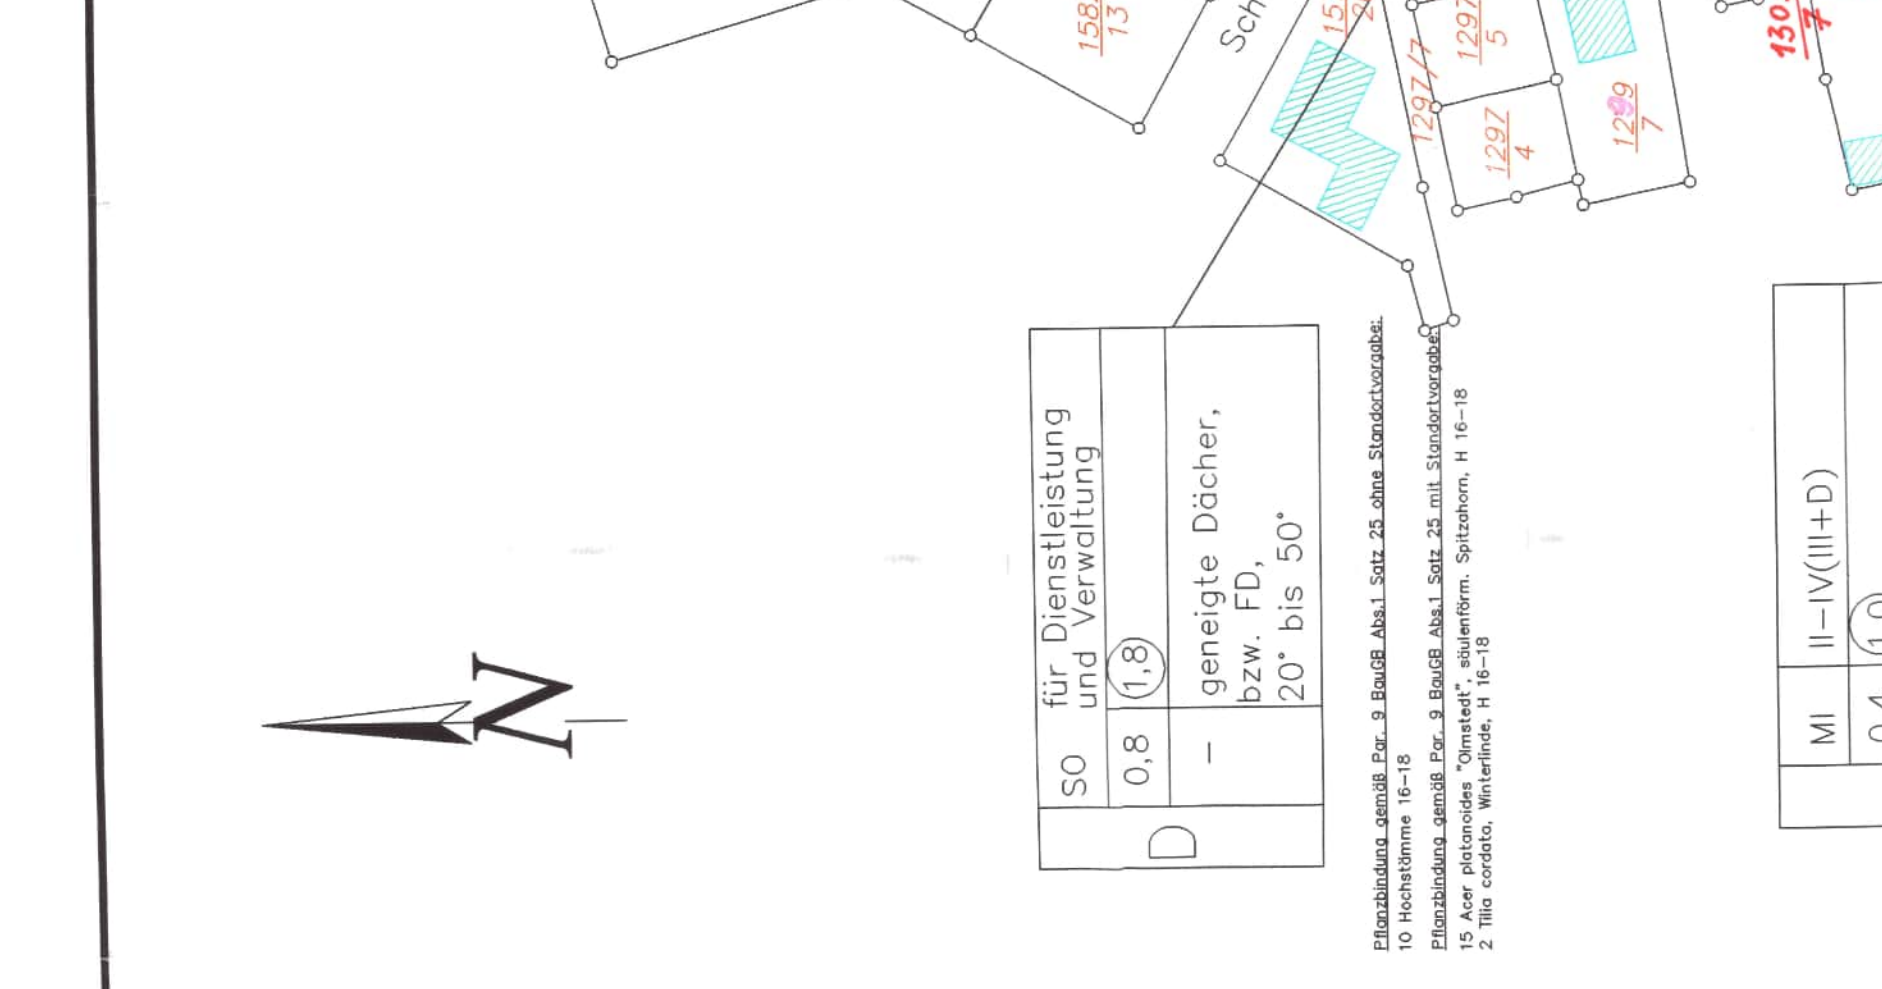 158
13
Sch
15
1297/7
1297
5
1297
4
1299
7
130
7
N
D
SO für Dienstleistung
und Verwaltung
0,8 (1,8)
– geneigte Dächer,
bzw. FD,
20° bis 50°
Pflanzbindung gemäß Par. 9 BauGB Abs.1 Satz 25 ohne Standortvorgabe:
10 Hochstämme 16–18
Pflanzbindung gemäß Par. 9 BauGB Abs.1 Satz 25 mit Standortvorgabe:
15 Acer platanoides "Olmstedt", säulenförm. Spitzahorn, H 16–18
2 Tilia cordata, Winterlinde, H 16–18
MI II–IV(III+D)